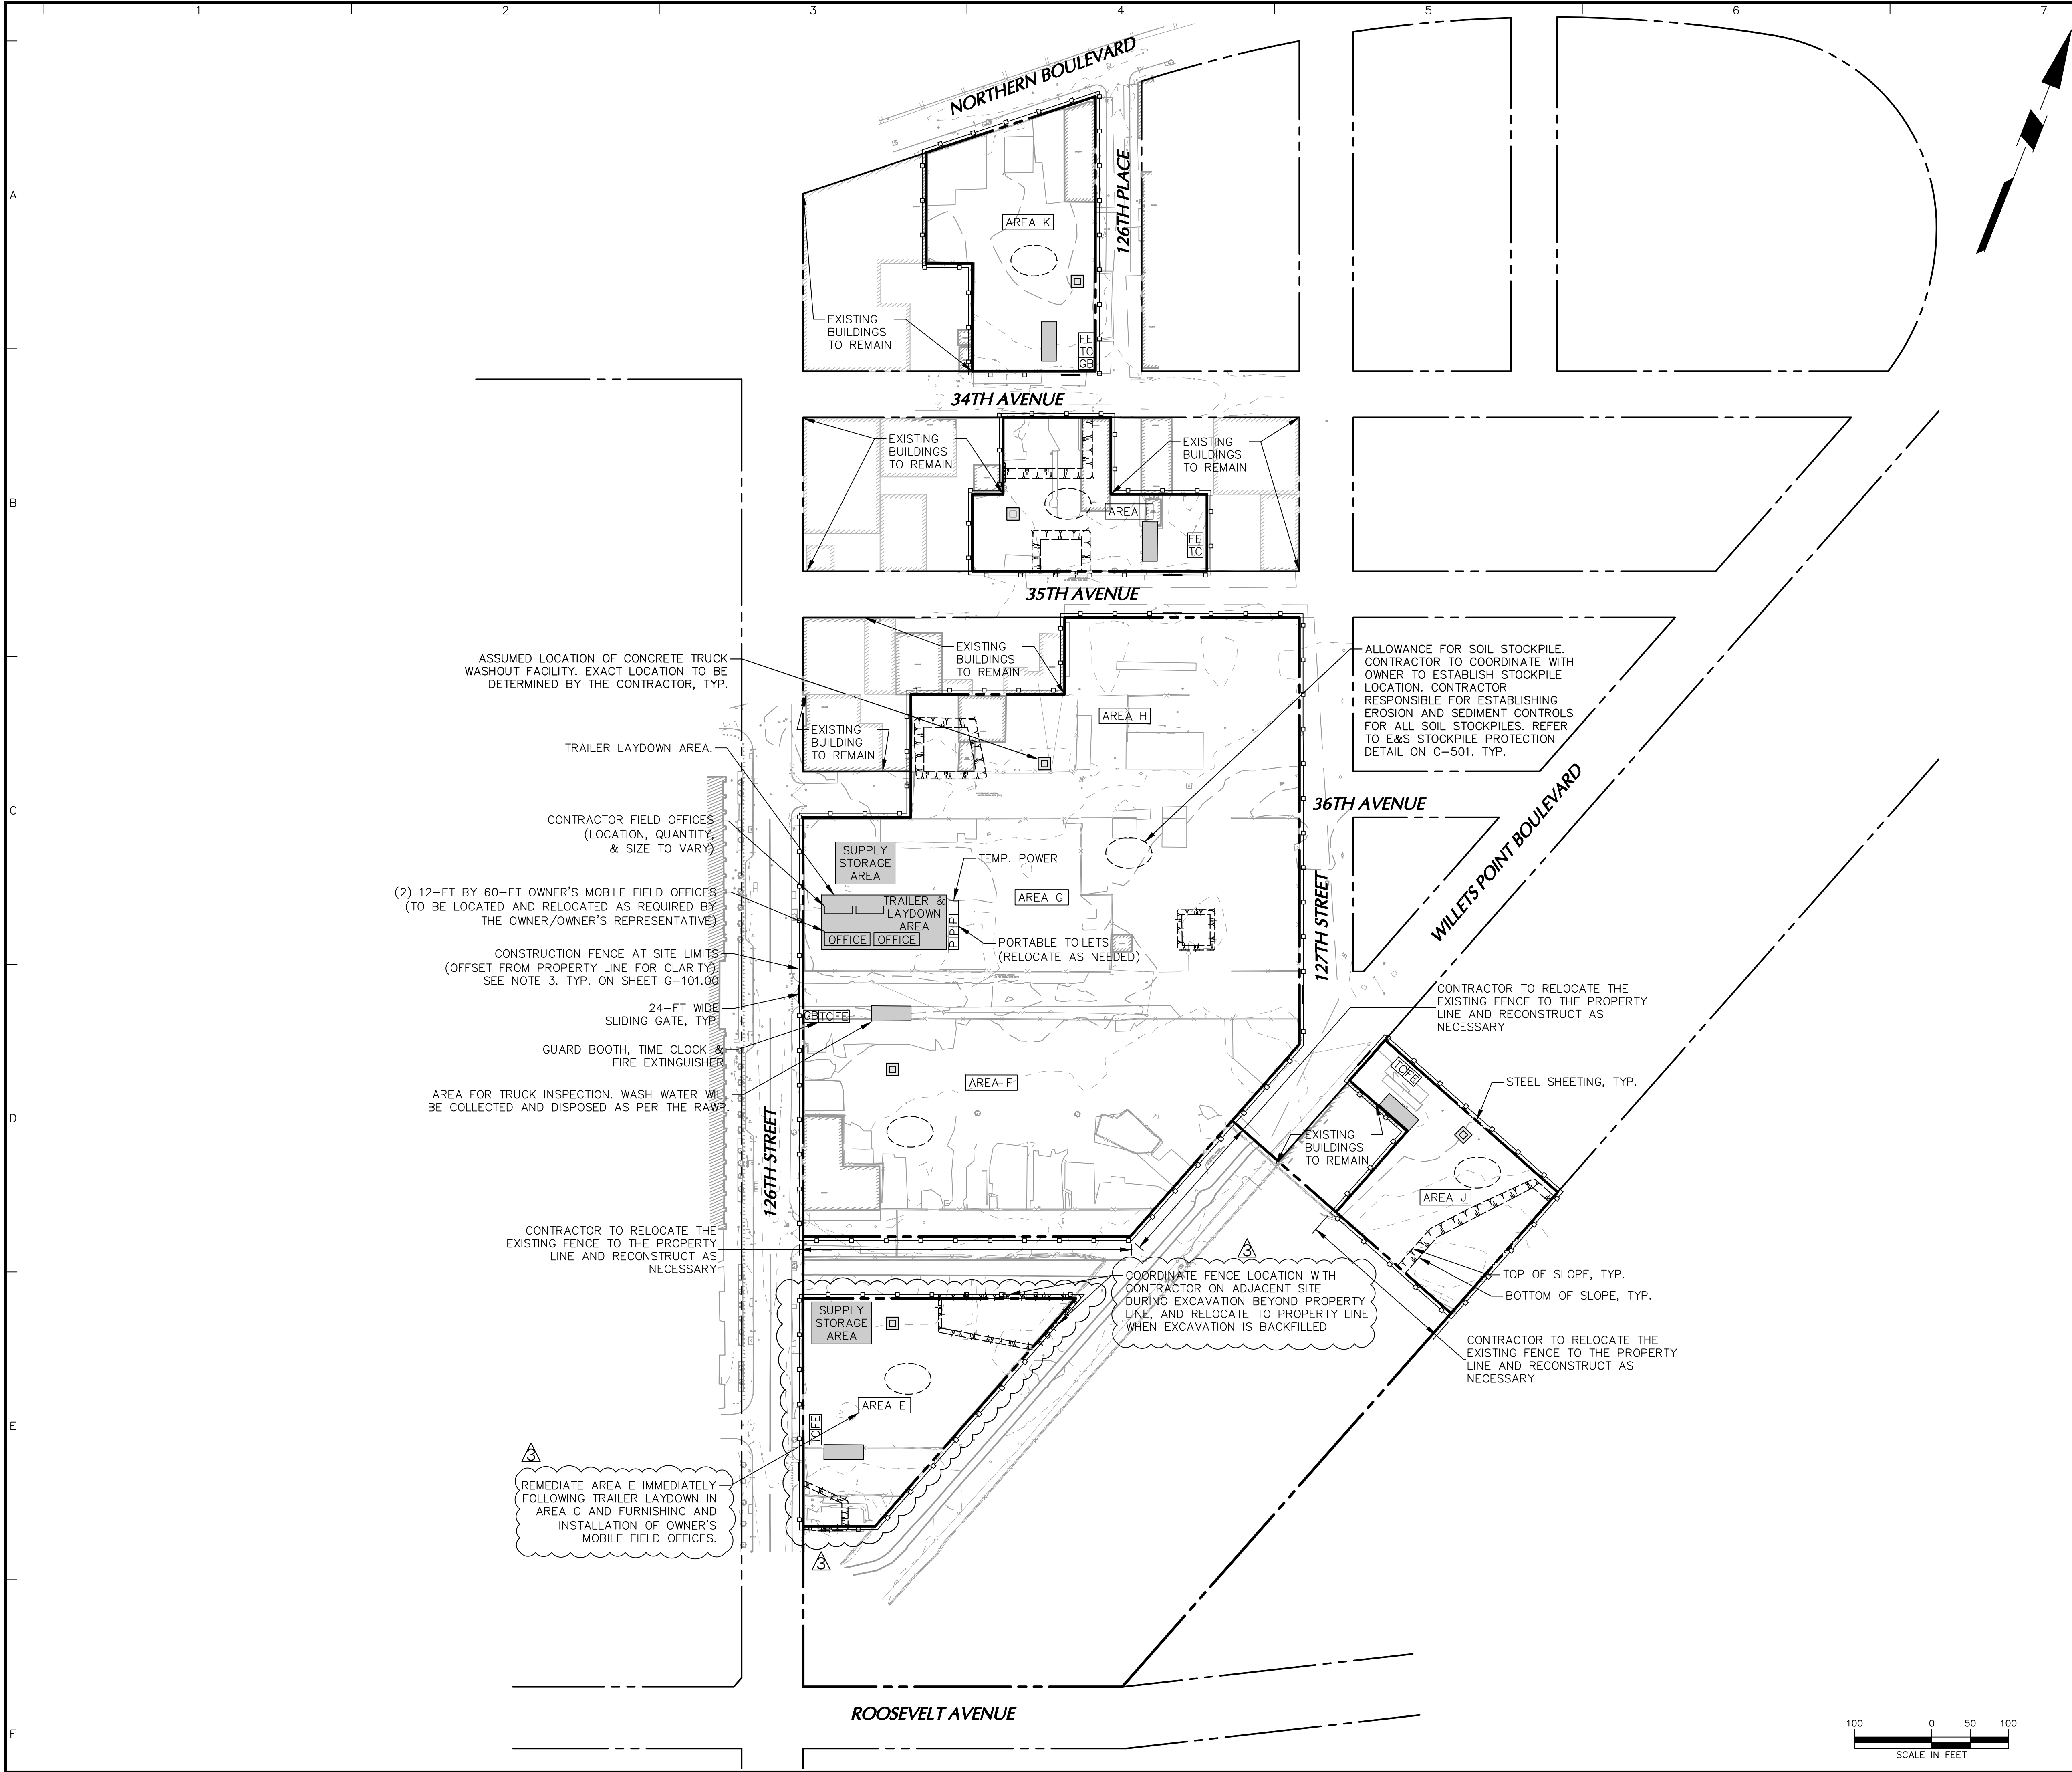 1 2 3 4 5 6 7
A
B
C
D
E
F
NORTHERN BOULEVARD
126TH PLACE
AREA K
EXISTING
BUILDINGS
TO REMAIN
FE
TC
GB
34TH AVENUE
EXISTING
BUILDINGS
TO REMAIN
EXISTING
BUILDINGS
TO REMAIN
AREA I
FE
TC
35TH AVENUE
EXISTING
BUILDINGS
TO REMAIN
ASSUMED LOCATION OF CONCRETE TRUCK
WASHOUT FACILITY. EXACT LOCATION TO BE
DETERMINED BY THE CONTRACTOR, TYP.
ALLOWANCE FOR SOIL STOCKPILE.
CONTRACTOR TO COORDINATE WITH
OWNER TO ESTABLISH STOCKPILE
LOCATION. CONTRACTOR
RESPONSIBLE FOR ESTABLISHING
EROSION AND SEDIMENT CONTROLS
FOR ALL SOIL STOCKPILES. REFER
TO E&S STOCKPILE PROTECTION
DETAIL ON C-501. TYP.
AREA H
EXISTING
BUILDING
TO REMAIN
TRAILER LAYDOWN AREA.
36TH AVENUE
WILLETS POINT BOULEVARD
CONTRACTOR FIELD OFFICES
(LOCATION, QUANTITY,
& SIZE TO VARY)
SUPPLY
STORAGE
AREA
TEMP. POWER
(2) 12-FT BY 60-FT OWNER'S MOBILE FIELD OFFICES
(TO BE LOCATED AND RELOCATED AS REQUIRED BY
THE OWNER/OWNER'S REPRESENTATIVE)
TRAILER &
LAYDOWN
AREA
OFFICE OFFICE
AREA G
PORTABLE TOILETS
(RELOCATE AS NEEDED)
127TH STREET
CONSTRUCTION FENCE AT SITE LIMITS
(OFFSET FROM PROPERTY LINE FOR CLARITY).
SEE NOTE 3. TYP. ON SHEET G-101.00
24-FT WIDE
SLIDING GATE, TYP.
GB TC FE
GUARD BOOTH, TIME CLOCK &
FIRE EXTINGUISHER
AREA FOR TRUCK INSPECTION. WASH WATER WILL
BE COLLECTED AND DISPOSED AS PER THE RAWP.
AREA F
126TH STREET
CONTRACTOR TO RELOCATE THE
EXISTING FENCE TO THE PROPERTY
LINE AND RECONSTRUCT AS
NECESSARY
TC FE
STEEL SHEETING, TYP.
EXISTING
BUILDINGS
TO REMAIN
AREA J
CONTRACTOR TO RELOCATE THE
EXISTING FENCE TO THE PROPERTY
LINE AND RECONSTRUCT AS
NECESSARY
3
COORDINATE FENCE LOCATION WITH
CONTRACTOR ON ADJACENT SITE
DURING EXCAVATION BEYOND PROPERTY
LINE, AND RELOCATE TO PROPERTY LINE
WHEN EXCAVATION IS BACKFILLED
TOP OF SLOPE, TYP.
BOTTOM OF SLOPE, TYP.
CONTRACTOR TO RELOCATE THE
EXISTING FENCE TO THE PROPERTY
LINE AND RECONSTRUCT AS
NECESSARY
SUPPLY
STORAGE
AREA
AREA E
TC FE
3
REMEDIATE AREA E IMMEDIATELY
FOLLOWING TRAILER LAYDOWN IN
AREA G AND FURNISHING AND
INSTALLATION OF OWNER'S
MOBILE FIELD OFFICES.
3
ROOSEVELT AVENUE
100 0 50 100
SCALE IN FEET